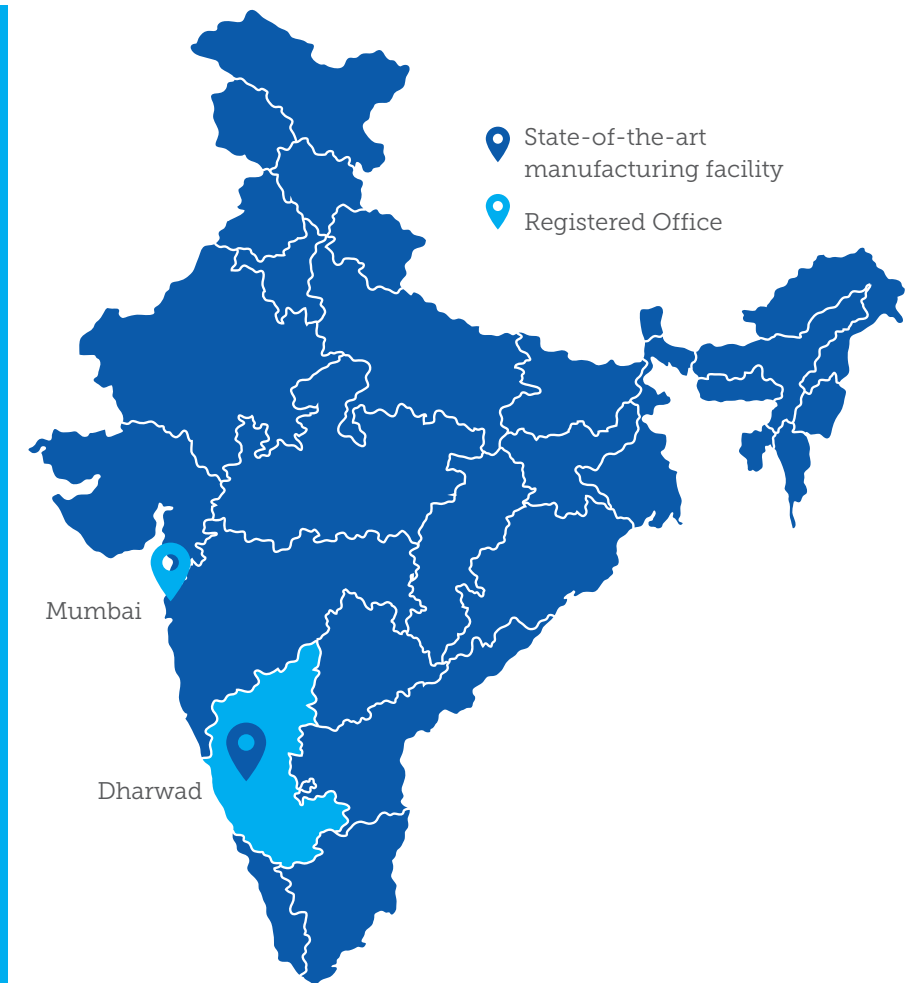 State-of-the-art
manufacturing facility
Registered Office
Mumbai
Dharwad